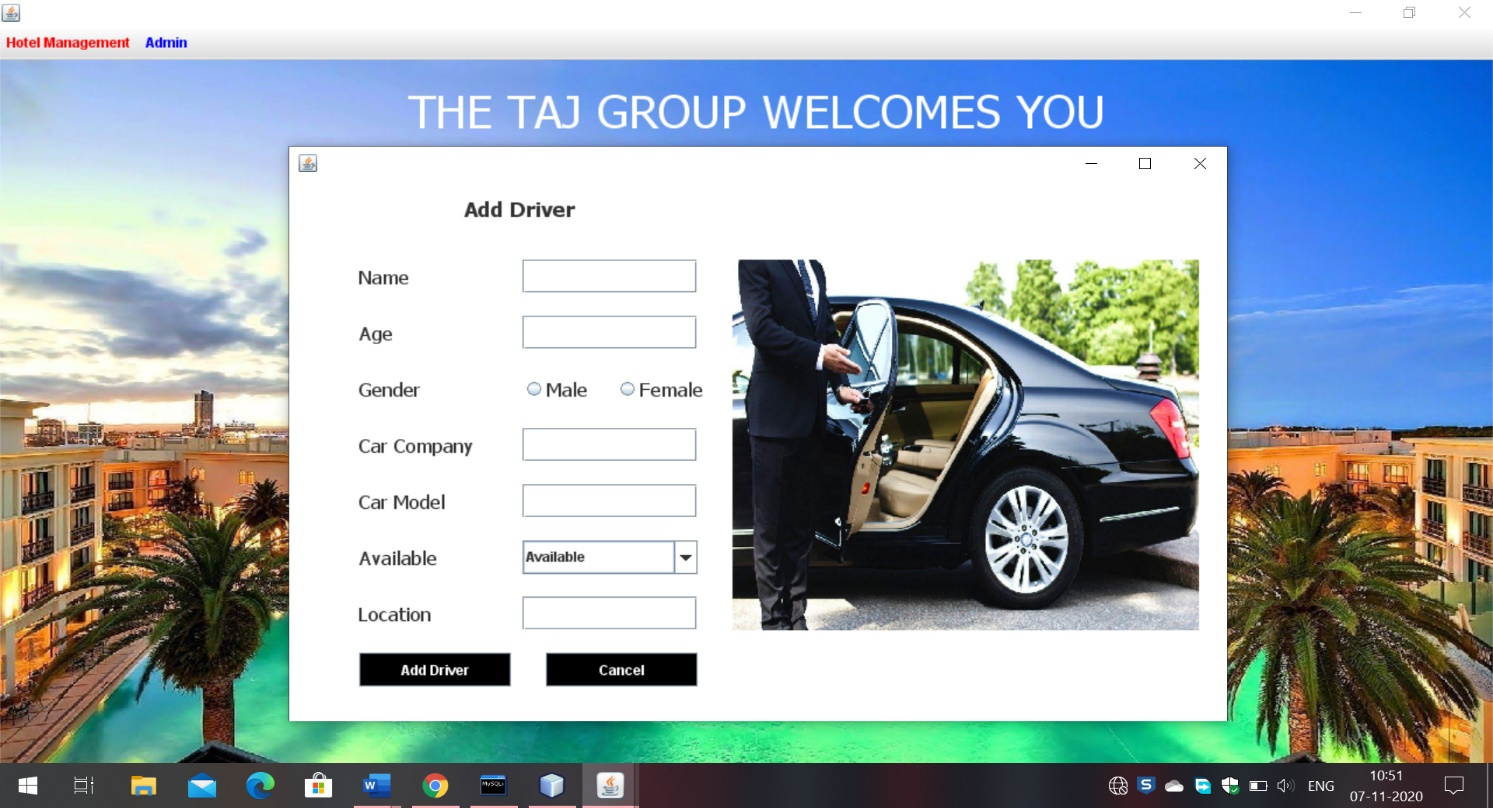 Hotel Management Admin
THE TAJ GROUP WELCOMES YOU
Add Driver
Name
Age
Gender Male Female
Car Company
Car Model
Available Available
Location
Add Driver Cancel
W MySQL S ENG 10:51
07-11-2020